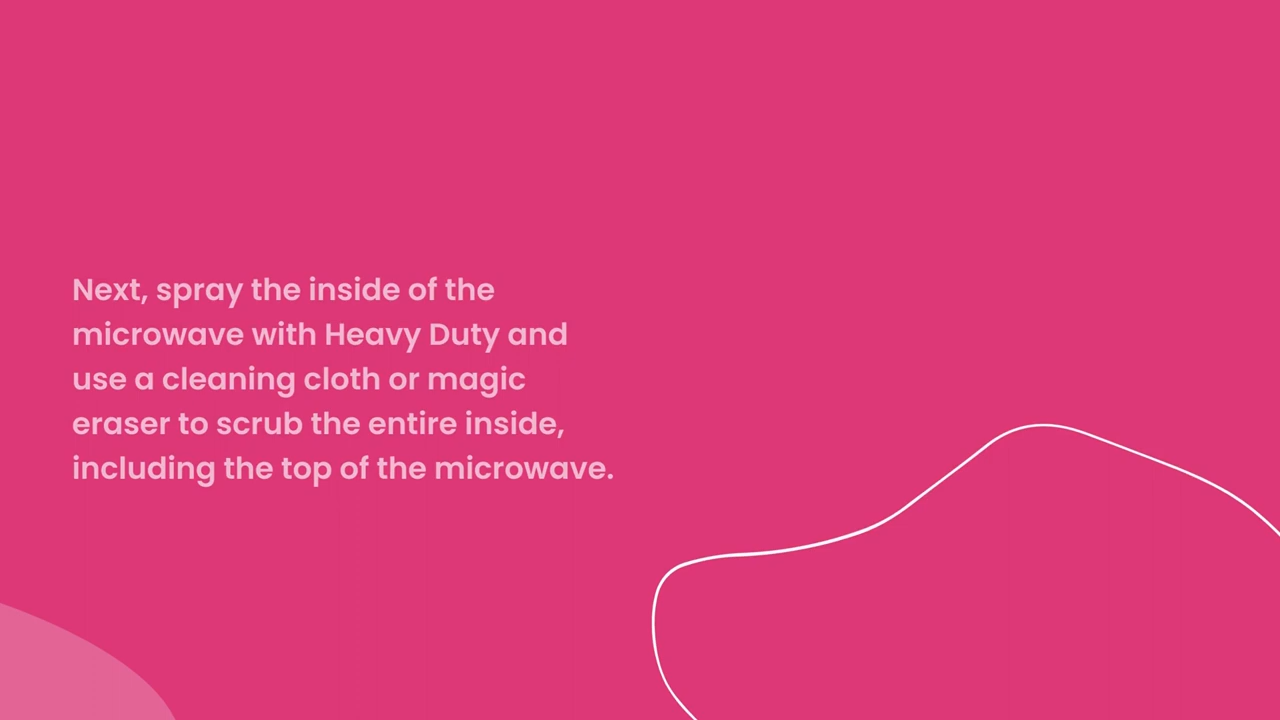 Next, spray the inside of the
microwave with Heavy Duty and
use a cleaning cloth or magic
eraser to scrub the entire inside,
including the top of the microwave.